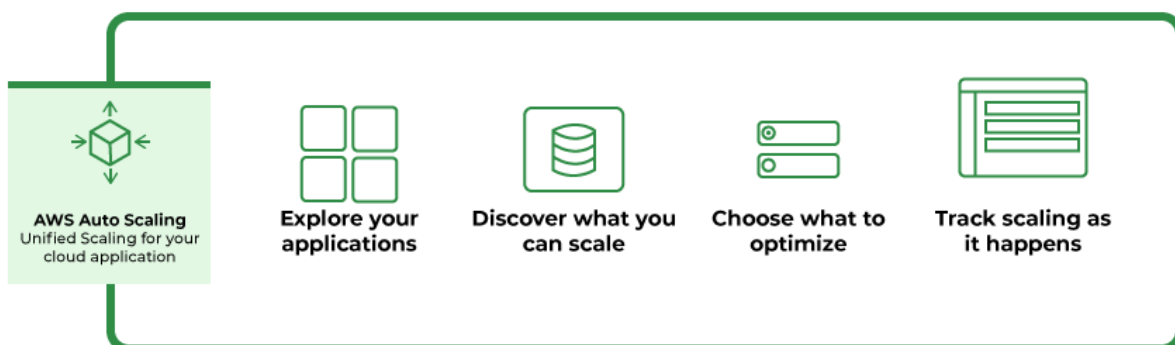 AWS Auto Scaling
Unified Scaling for your
cloud application
Explore your
applications
Discover what you
can scale
Choose what to
optimize
Track scaling as
it happens